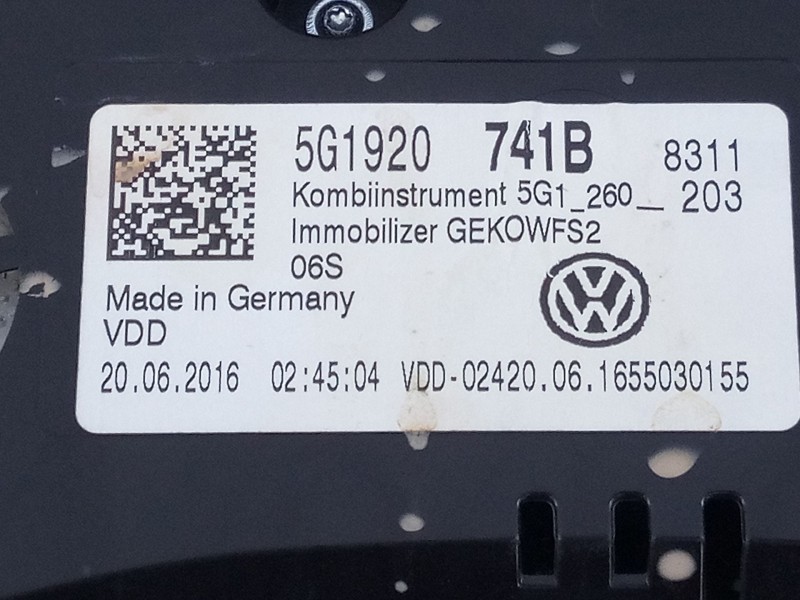 5G1920 741B 8311
Kombiinstrument 5G1_260__ 203
Immobilizer GEKOWFS2
06S
Made in Germany
VDD
20.06.2016 02:45:04 VDD-02420.06.1655030155